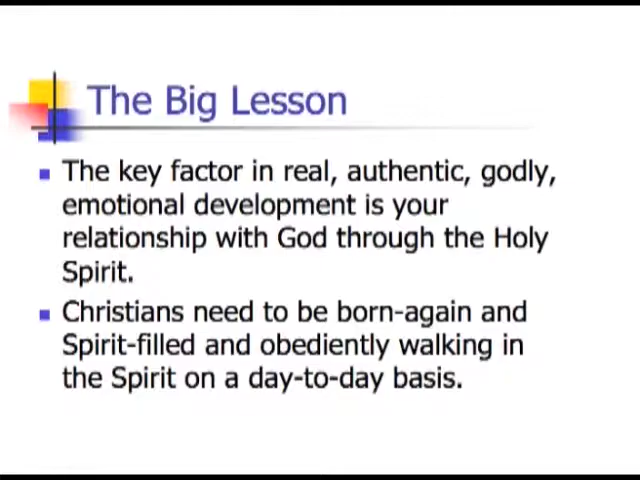 The Big Lesson
The key factor in real, authentic, godly,
emotional development is your
relationship with God through the Holy
Spirit.
Christians need to be born-again and
Spirit-filled and obediently walking in
the Spirit on a day-to-day basis.